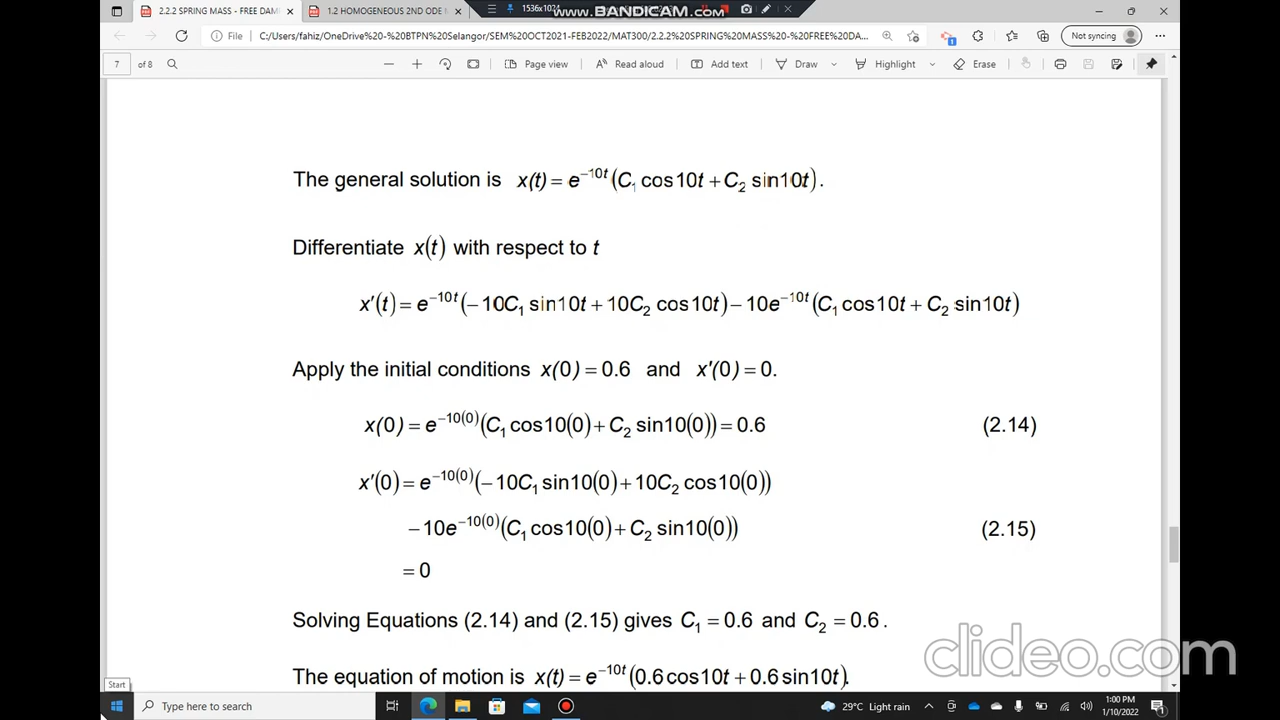 2.2.2 SPRING MASS - FREE DAM
1.2 HOMOGENEOUS 2ND ODE
1536x102
www.BANDICAM.com
File
C:/Users/fahiz/OneDrive%20-%20BTPN%20Selangor/SEM%20OCT2021-FEB2022/MAT300/2.2.2%20SPRING%20MASS%20-%20FREE%20DA...
Not syncing
7 of 8
Page view
Read aloud
Add text
Draw
Highlight
Erase
The general solution is x(t) = e^{-10t}(C₁ cos10t + C₂ sin10t).
Differentiate x(t) with respect to t
x'(t) = e^{-10t}(-10C₁ sin10t + 10C₂ cos10t) - 10e^{-10t}(C₁ cos10t + C₂ sin10t)
Apply the initial conditions x(0) = 0.6 and x'(0) = 0.
x(0) = e^{-10(0)}(C₁ cos10(0) + C₂ sin10(0)) = 0.6 (2.14)
x'(0) = e^{-10(0)}(-10C₁ sin10(0) + 10C₂ cos10(0))
-10e^{-10(0)}(C₁ cos10(0) + C₂ sin10(0)) (2.15)
= 0
Solving Equations (2.14) and (2.15) gives C₁ = 0.6 and C₂ = 0.6.
The equation of motion is x(t) = e^{-10t}(0.6cos10t + 0.6sin10t).
clideo.com
Start
Type here to search
29°C Light rain
1:00 PM
1/10/2022